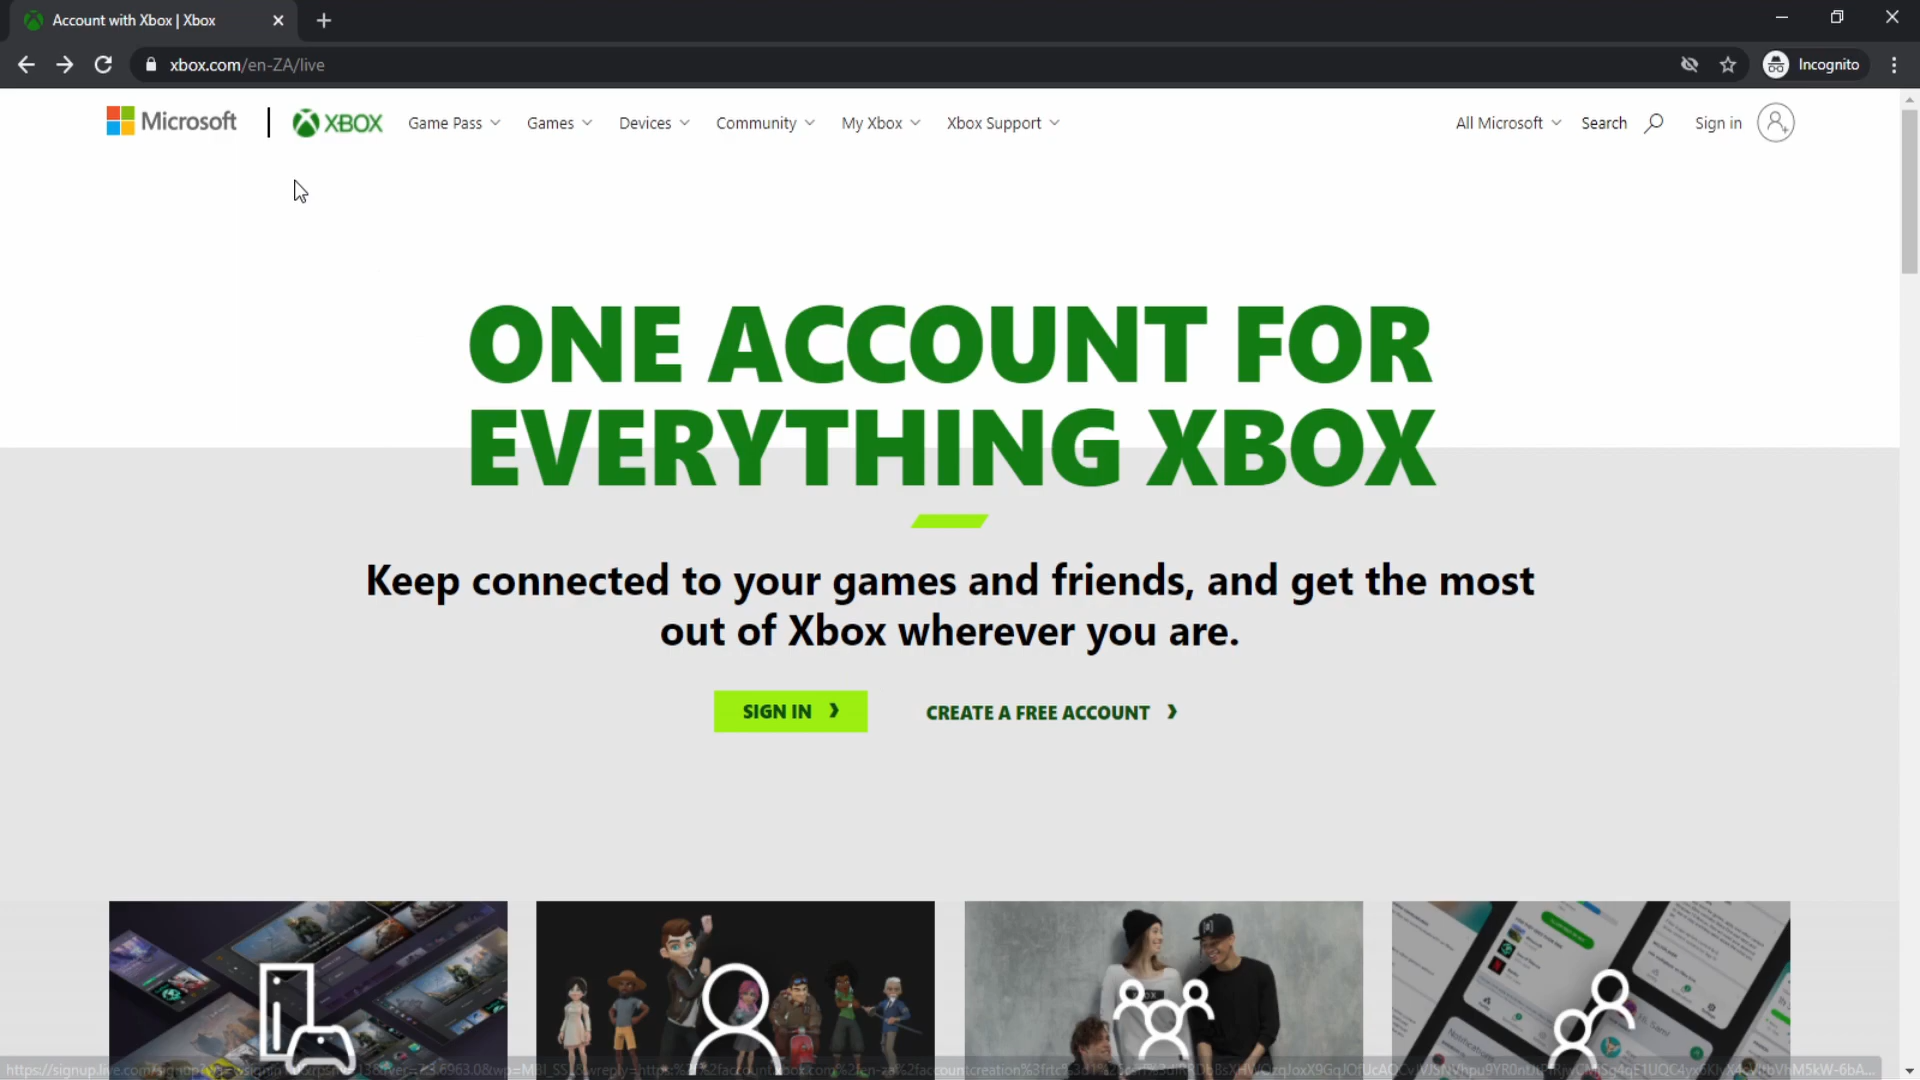 Account with Xbox | Xbox
xbox.com/en-ZA/live
Incognito
Microsoft
XBOX
Game Pass
Games
Devices
Community
My Xbox
Xbox Support
All Microsoft
Search
Sign in
ONE ACCOUNT FOR
EVERYTHING XBOX
Keep connected to your games and friends, and get the most
out of Xbox wherever you are.
SIGN IN
CREATE A FREE ACCOUNT